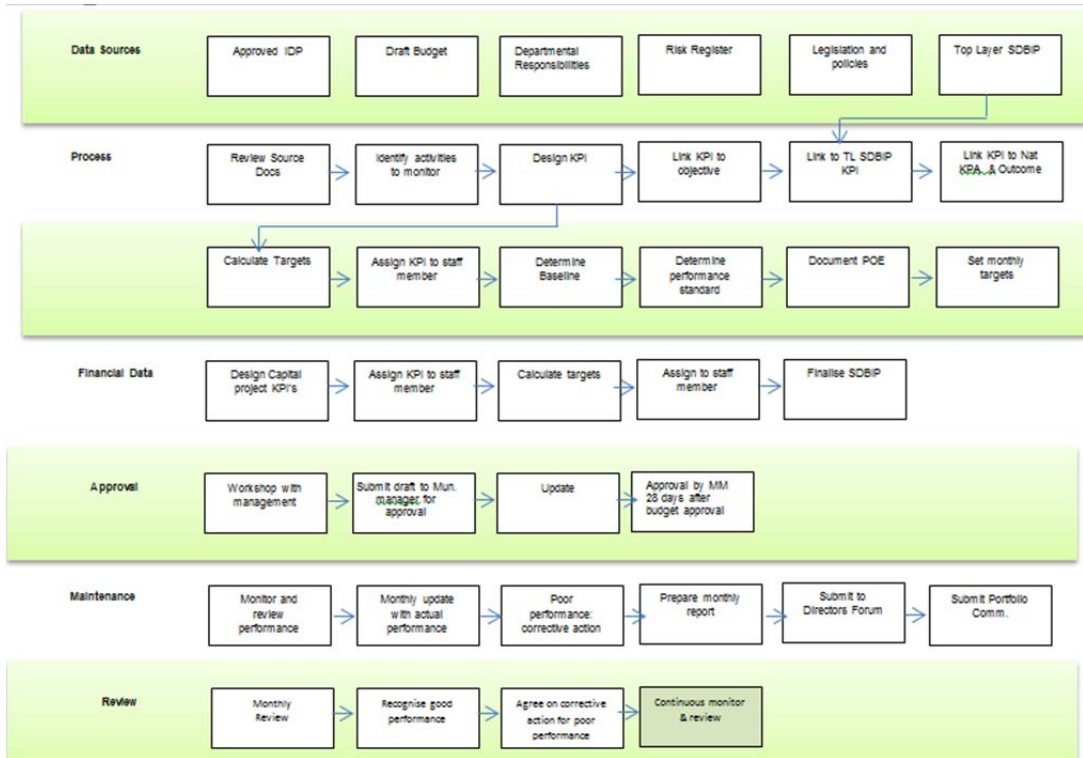 Data Sources
Approved IDP
Draft Budget
Departmental
Responsibilities
Risk Register
Legislation and
policies
Top Layer SDBIP
Process
Review Source
Docs
Identify activities
to monitor
Design KPI
Link KPI to
objective
Link to TL SDBIP
KPI
Link KPI to Nat
KPA, & Outcome
Calculate Targets
Assign KPI to staff
member
Determine
Baseline
Determine
performance
standard
Document POE
Set monthly
targets
Financial Data
Design Capital
project KPI's
Assign KPI to staff
member
Calculate targets
Assign to staff
member
Finalise SDBIP
Approval
Workshop with
management
Submit draft to Mun.
manager for
approval
Update
Approval by MM
28 days after
budget approval
Maintenance
Monitor and
review
performance
Monthly update
with actual
performance
Poor
performance:
corrective action
Prepare monthly
report
Submit to
Directors Forum
Submit Portfolio
Comm.
Review
Monthly
Review
Recognise good
performance
Agree on corrective
action for poor
performance
Continuous monitor
& review